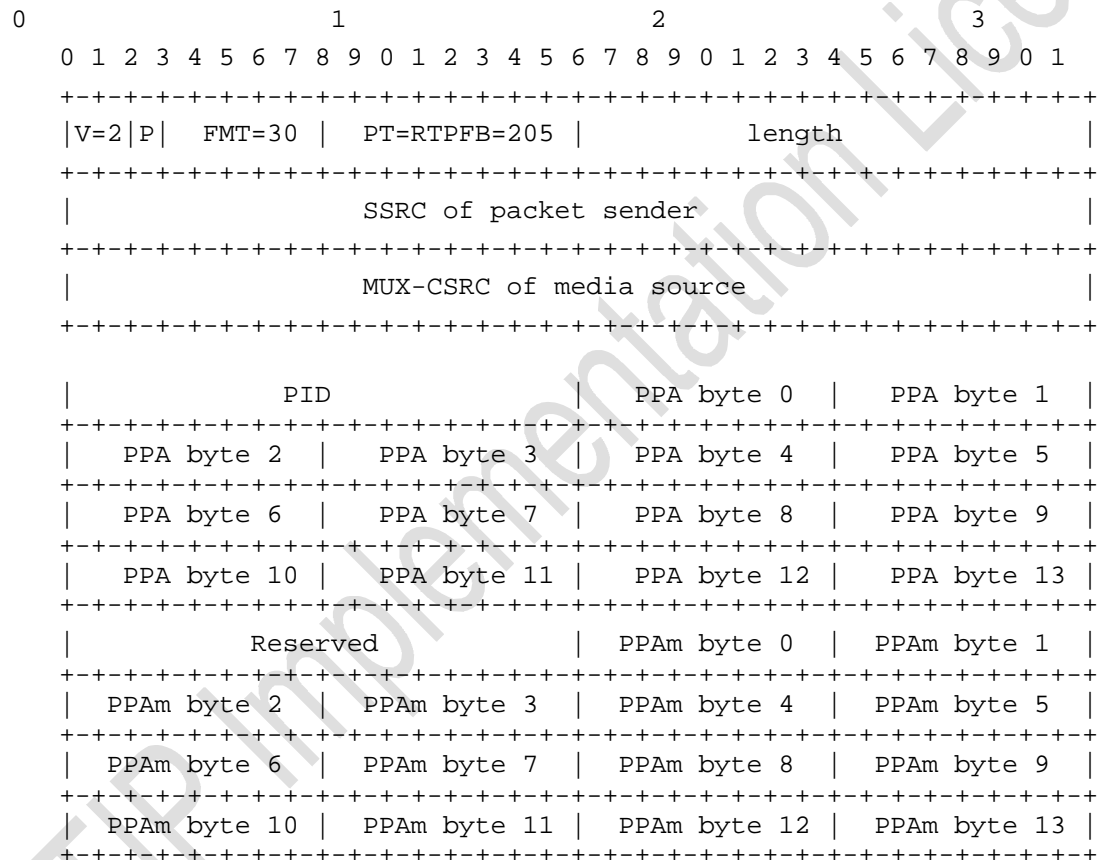 0                   1                   2                   3
   0 1 2 3 4 5 6 7 8 9 0 1 2 3 4 5 6 7 8 9 0 1 2 3 4 5 6 7 8 9 0 1
   +-+-+-+-+-+-+-+-+-+-+-+-+-+-+-+-+-+-+-+-+-+-+-+-+-+-+-+-+-+-+-+-+
   |V=2|P|  FMT=30 |  PT=RTPFB=205 |          length               |
   +-+-+-+-+-+-+-+-+-+-+-+-+-+-+-+-+-+-+-+-+-+-+-+-+-+-+-+-+-+-+-+-+
   |                  SSRC of packet sender                        |
   +-+-+-+-+-+-+-+-+-+-+-+-+-+-+-+-+-+-+-+-+-+-+-+-+-+-+-+-+-+-+-+-+
   |                  MUX-CSRC of media source                     |
   +-+-+-+-+-+-+-+-+-+-+-+-+-+-+-+-+-+-+-+-+-+-+-+-+-+-+-+-+-+-+-+-+
   |             PID               |   PPA byte 0  |  PPA byte 1   |
   +-+-+-+-+-+-+-+-+-+-+-+-+-+-+-+-+-+-+-+-+-+-+-+-+-+-+-+-+-+-+-+-+
   |   PPA byte 2  |   PPA byte 3  |   PPA byte 4  |  PPA byte 5   |
   +-+-+-+-+-+-+-+-+-+-+-+-+-+-+-+-+-+-+-+-+-+-+-+-+-+-+-+-+-+-+-+-+
   |   PPA byte 6  |   PPA byte 7  |   PPA byte 8  |  PPA byte 9   |
   +-+-+-+-+-+-+-+-+-+-+-+-+-+-+-+-+-+-+-+-+-+-+-+-+-+-+-+-+-+-+-+-+
   |   PPA byte 10 |   PPA byte 11 |   PPA byte 12 |  PPA byte 13  |
   +-+-+-+-+-+-+-+-+-+-+-+-+-+-+-+-+-+-+-+-+-+-+-+-+-+-+-+-+-+-+-+-+
   |           Reserved            |  PPAm byte 0  |  PPAm byte 1  |
   +-+-+-+-+-+-+-+-+-+-+-+-+-+-+-+-+-+-+-+-+-+-+-+-+-+-+-+-+-+-+-+-+
   |  PPAm byte 2  |  PPAm byte 3  |  PPAm byte 4  |  PPAm byte 5  |
   +-+-+-+-+-+-+-+-+-+-+-+-+-+-+-+-+-+-+-+-+-+-+-+-+-+-+-+-+-+-+-+-+
   |  PPAm byte 6  |  PPAm byte 7  |  PPAm byte 8  |  PPAm byte 9  |
   +-+-+-+-+-+-+-+-+-+-+-+-+-+-+-+-+-+-+-+-+-+-+-+-+-+-+-+-+-+-+-+-+
   |  PPAm byte 10 |  PPAm byte 11 |  PPAm byte 12 |  PPAm byte 13 |
   +-+-+-+-+-+-+-+-+-+-+-+-+-+-+-+-+-+-+-+-+-+-+-+-+-+-+-+-+-+-+-+-+
TIP Implementation